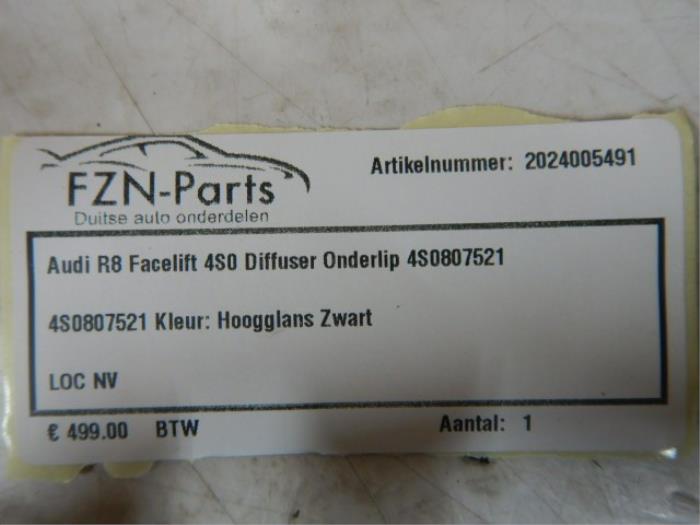 FZN-Parts
Duitse auto onderdelen
Artikelnummer: 2024005491
Audi R8 Facelift 4S0 Diffuser Onderlip 4S0807521
4S0807521 Kleur: Hoogglans Zwart
LOC NV
€ 499.00 BTW Aantal: 1